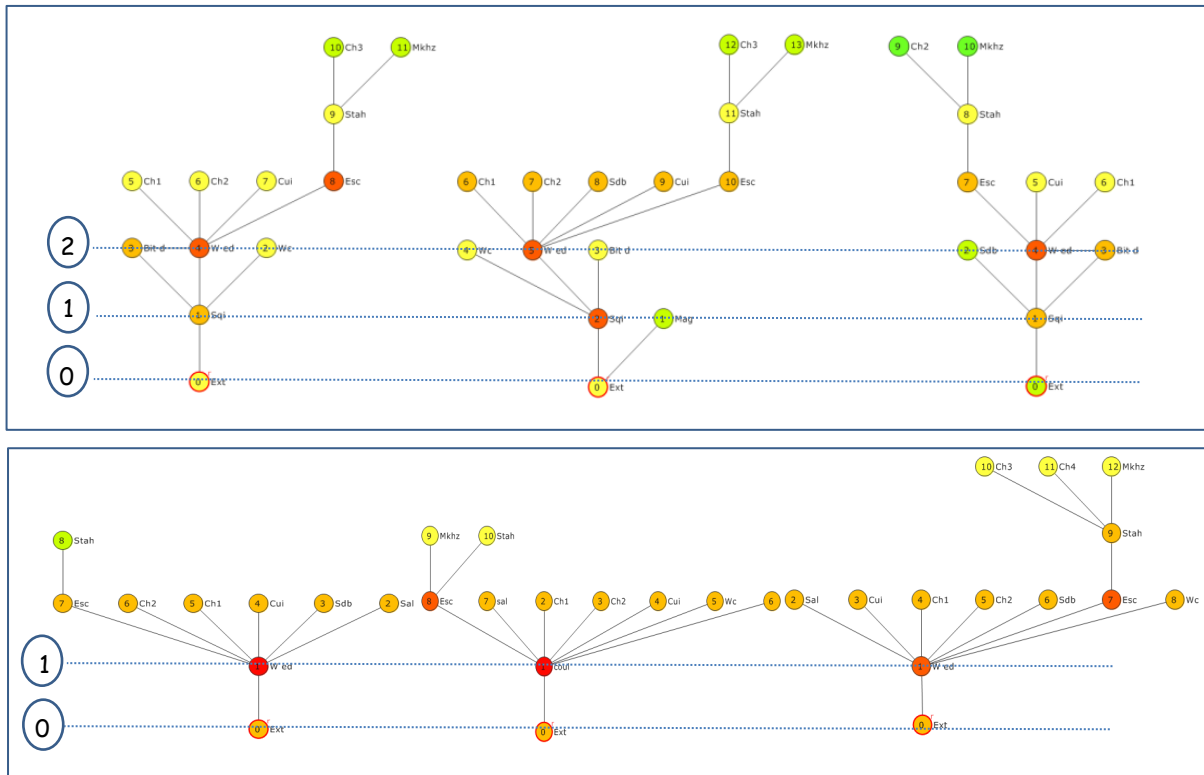 10 Ch3 11 Mkhz 12 Ch3 13 Mkhz 9 Ch2 10 Mkhz
9 Stah 11 Stah 8 Stah
5 Ch1 6 Ch2 7 Cui 8 Esc 6 Ch1 7 Ch2 8 Sdb 9 Cui 10 Esc 7 Esc 5 Cui 6 Ch1
2 3 Bit d 4 W ed 2 Wc 4 Wc 5 W ed 3 Bit d 2 Sdb 4 W ed 3 Bit d
1 1 Sqi 2 Sqi 1 Mag 1 Sqi
0 0 Ext 0 Ext 0 Ext
10 Ch3 11 Ch4 12 Mkhz
8 Stah 9 Mkhz 10 Stah 9 Stah
7 Esc 6 Ch2 5 Ch1 4 Cui 3 Sdb 2 Sal 8 Esc 7 sal 2 Ch1 3 Ch2 4 Cui 5 Wc 6 2 Sal 3 Cui 4 Ch1 5 Ch2 6 Sdb 7 Esc 8 Wc
1 1 W ed 1 coul 1 W ed
0 0 Ext 0 Ext 0 Ext